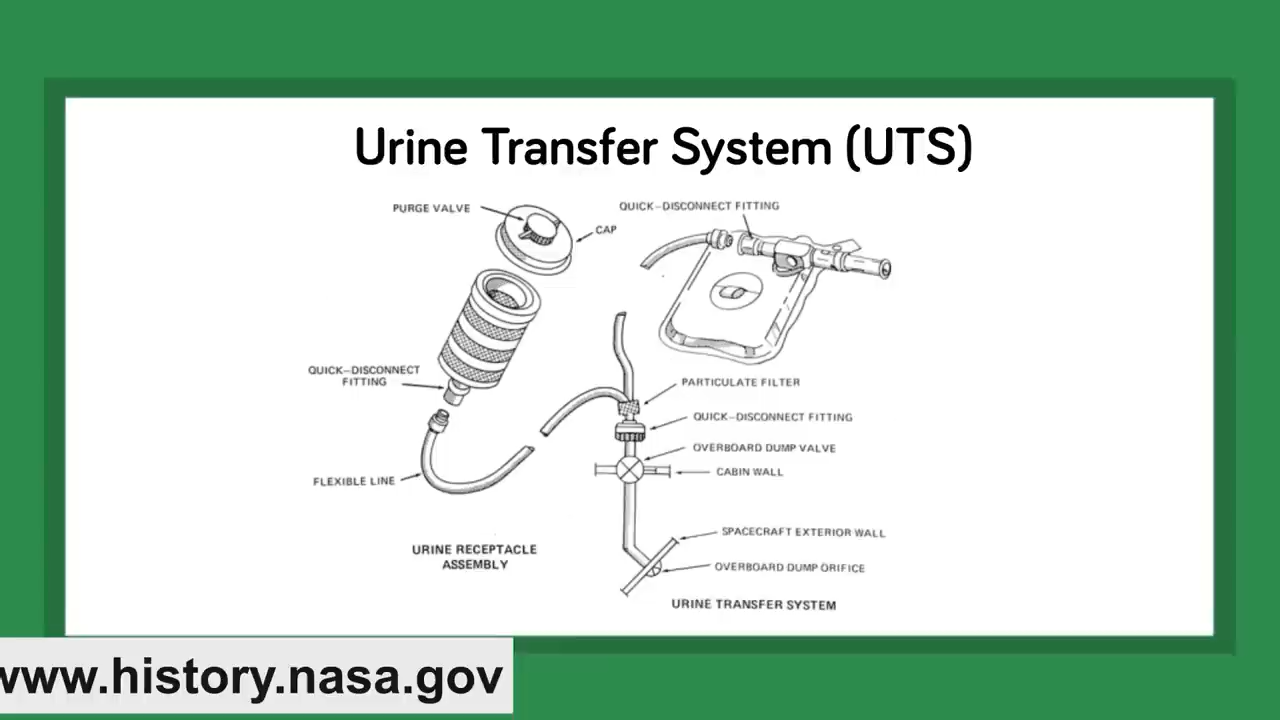 Urine Transfer System (UTS)
PURGE VALVE
CAP
QUICK-DISCONNECT FITTING
QUICK-DISCONNECT
FITTING
PARTICULATE FILTER
QUICK-DISCONNECT FITTING
OVERBOARD DUMP VALVE
CABIN WALL
FLEXIBLE LINE
SPACECRAFT EXTERIOR WALL
URINE RECEPTACLE
ASSEMBLY
OVERBOARD DUMP ORIFICE
URINE TRANSFER SYSTEM
www.history.nasa.gov